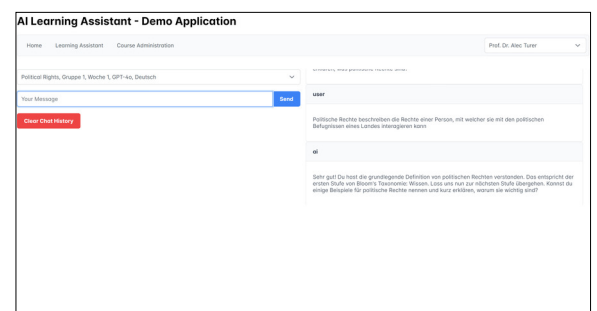 AI Learning Assistant - Demo Application
Home Learning Assistant Course Administration Prof. Dr. Alec Turer
Political Rights, Gruppe 1, Woche 1, GPT-4o, Deutsch
Your Message Send
Clear Chat History
user
Politische Rechte beschreiben die Rechte einer Person, mit welcher sie mit den politischen
Befugnissen eines Landes interagieren kann
ai
Sehr gut! Du hast die grundlegende Definition von politischen Rechten verstanden. Das entspricht der
ersten Stufe von Bloom's Taxonomie: Wissen. Lass uns nun zur nächsten Stufe übergehen. Kannst du
einige Beispiele für politische Rechte nennen und kurz erklären, warum sie wichtig sind?